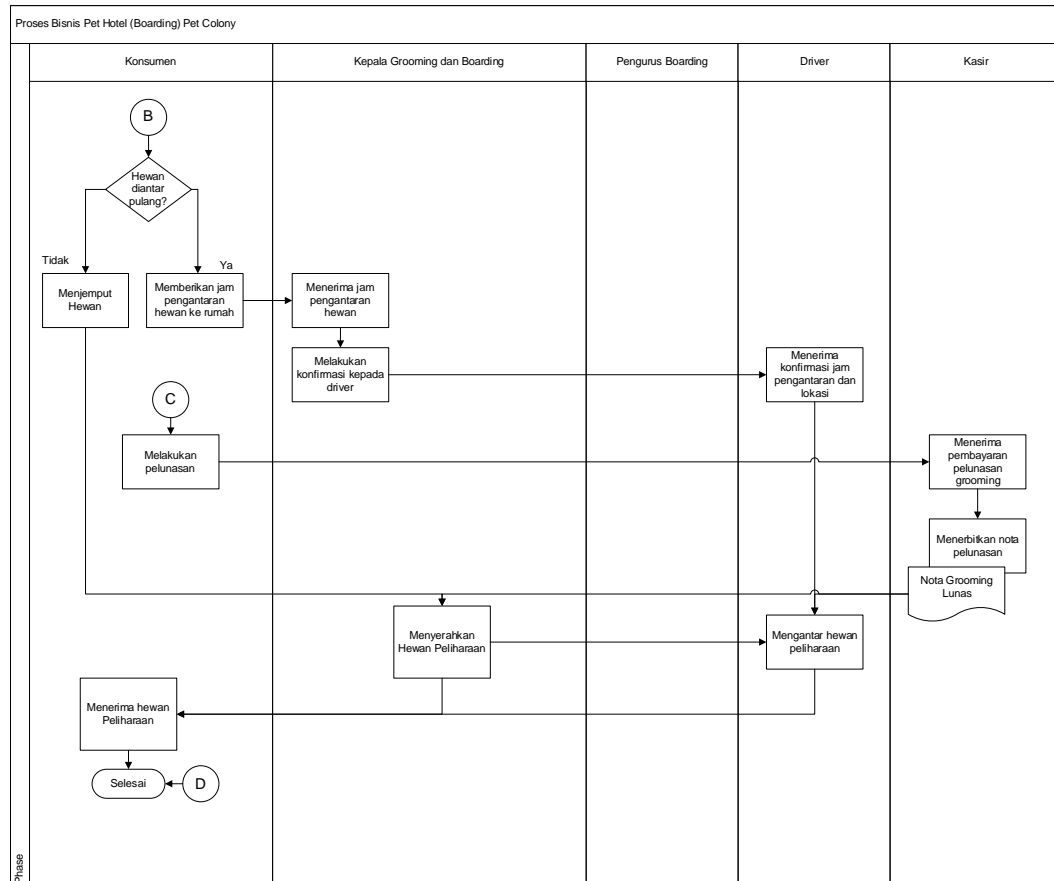 Proses Bisnis Pet Hotel (Boarding) Pet Colony
Konsumen
Kepala Grooming dan Boarding
Pengurus Boarding
Driver
Kasir
B
Hewan
diantar
pulang?
Tidak
Ya
Menjemput
Hewan
Memberikan jam
pengantaran
hewan ke rumah
Menerima jam
pengantaran
hewan
Melakukan
konfirmasi kepada
driver
Menerima
konfirmasi jam
pengantaran dan
lokasi
C
Melakukan
pelunasan
Menerima
pembayaran
pelunasan
grooming
Menerbitkan nota
pelunasan
Nota Grooming
Lunas
Menyerahkan
Hewan Peliharaan
Mengantar hewan
peliharaan
Menerima hewan
Peliharaan
Selesai
D
Phase